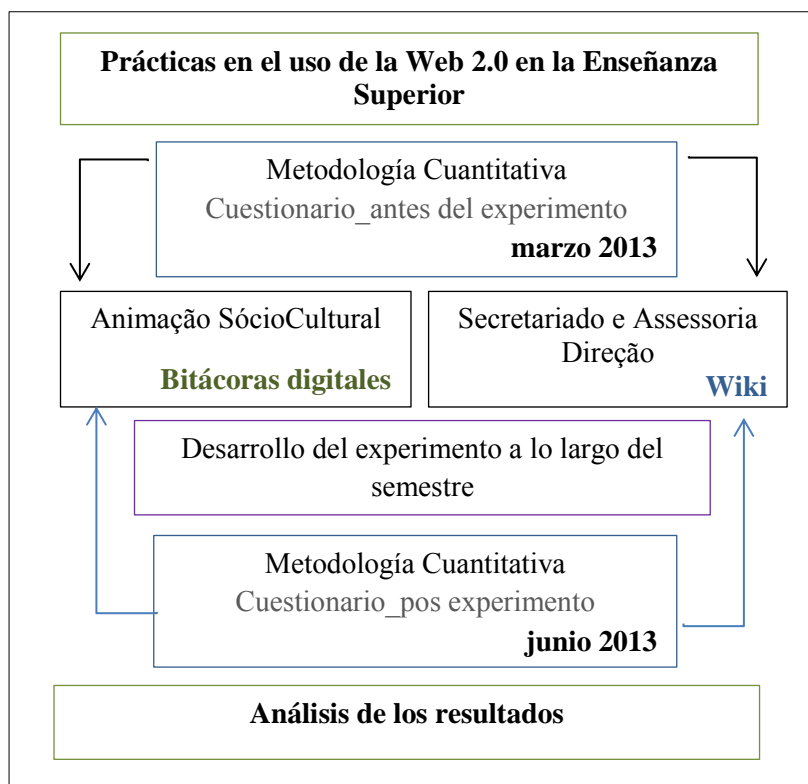 Prácticas en el uso de la Web 2.0 en la Enseñanza
Superior
Metodología Cuantitativa
Cuestionario_antes del experimento
marzo 2013
Animação SócioCultural
Bitácoras digitales
Secretariado e Assessoria
Direção
Wiki
Desarrollo del experimento a lo largo del
semestre
Metodología Cuantitativa
Cuestionario_pos experimento
junio 2013
Análisis de los resultados